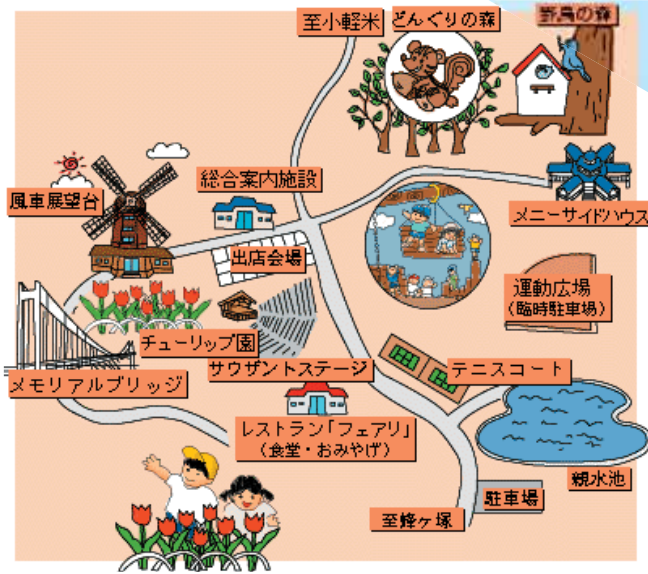 至小軽米
どんぐりの森
野鳥の森
風車展望台
総合案内施設
メニーサイドハウス
出店会場
運動広場
(臨時駐車場)
チューリップ園
サウザントステージ
テニスコート
メモリアルブリッジ
レストラン「フェアリ」
(食堂・おみやげ)
親水池
駐車場
至蜂ヶ塚